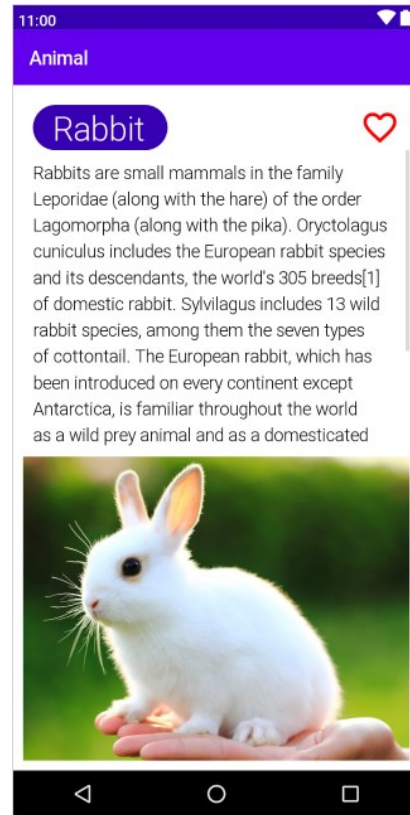 11:00
Animal
Rabbit
Rabbits are small mammals in the family
Leporidae (along with the hare) of the order
Lagomorpha (along with the pika). Oryctolagus
cuniculus includes the European rabbit species
and its descendants, the world's 305 breeds[1]
of domestic rabbit. Sylvilagus includes 13 wild
rabbit species, among them the seven types
of cottontail. The European rabbit, which has
been introduced on every continent except
Antarctica, is familiar throughout the world
as a wild prey animal and as a domesticated